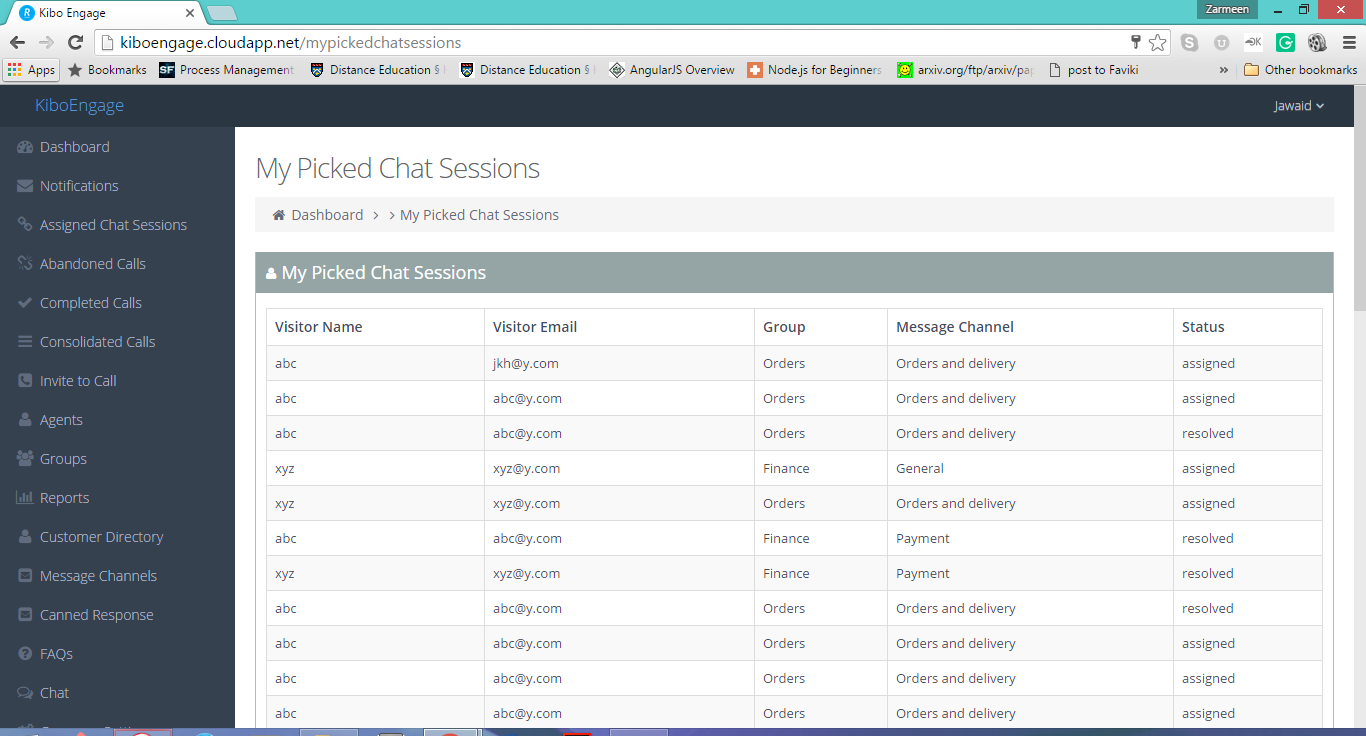 Kibo Engage
Zarmeen
kiboengage.cloudapp.net/mypickedchatsessions
Apps Bookmarks SF Process Management Distance Education § Distance Education § AngularJS Overview Node.js for Beginners arxiv.org/ftp/arxiv/pap post to Faviki » Other bookmarks
KiboEngage
Jawaid
Dashboard
Notifications
Assigned Chat Sessions
Abandoned Calls
Completed Calls
Consolidated Calls
Invite to Call
Agents
Groups
Reports
Customer Directory
Message Channels
Canned Response
FAQs
Chat
My Picked Chat Sessions
Dashboard > > My Picked Chat Sessions
My Picked Chat Sessions
Visitor Name Visitor Email Group Message Channel Status
abc jkh@y.com Orders Orders and delivery assigned
abc abc@y.com Orders Orders and delivery assigned
abc abc@y.com Orders Orders and delivery resolved
xyz xyz@y.com Finance General assigned
xyz xyz@y.com Orders Orders and delivery assigned
abc abc@y.com Finance Payment resolved
xyz xyz@y.com Finance Payment resolved
abc abc@y.com Orders Orders and delivery resolved
abc abc@y.com Orders Orders and delivery assigned
abc abc@y.com Orders Orders and delivery assigned
abc abc@y.com Orders Orders and delivery assigned